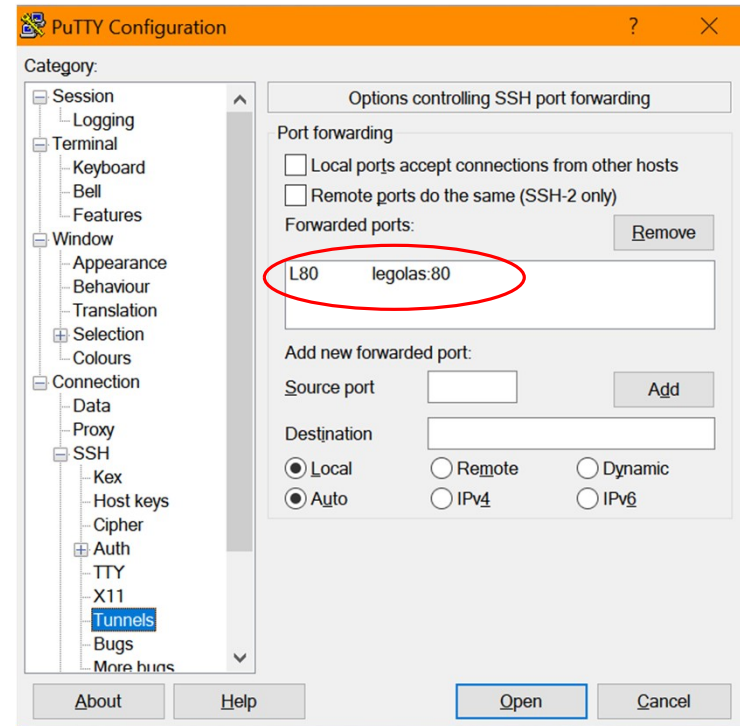 PuTTY Configuration ? ×
Category:
Session
Logging
Terminal
Keyboard
Bell
Features
Window
Appearance
Behaviour
Translation
Selection
Colours
Connection
Data
Proxy
SSH
Kex
Host keys
Cipher
Auth
TTY
X11
Tunnels
Bugs
More bugs
Options controlling SSH port forwarding
Port forwarding
Local ports accept connections from other hosts
Remote ports do the same (SSH-2 only)
Forwarded ports:
Remove
L80 legolas:80
Add new forwarded port:
Source port
Add
Destination
Local Remote Dynamic
Auto IPv4 IPv6
About Help Open Cancel